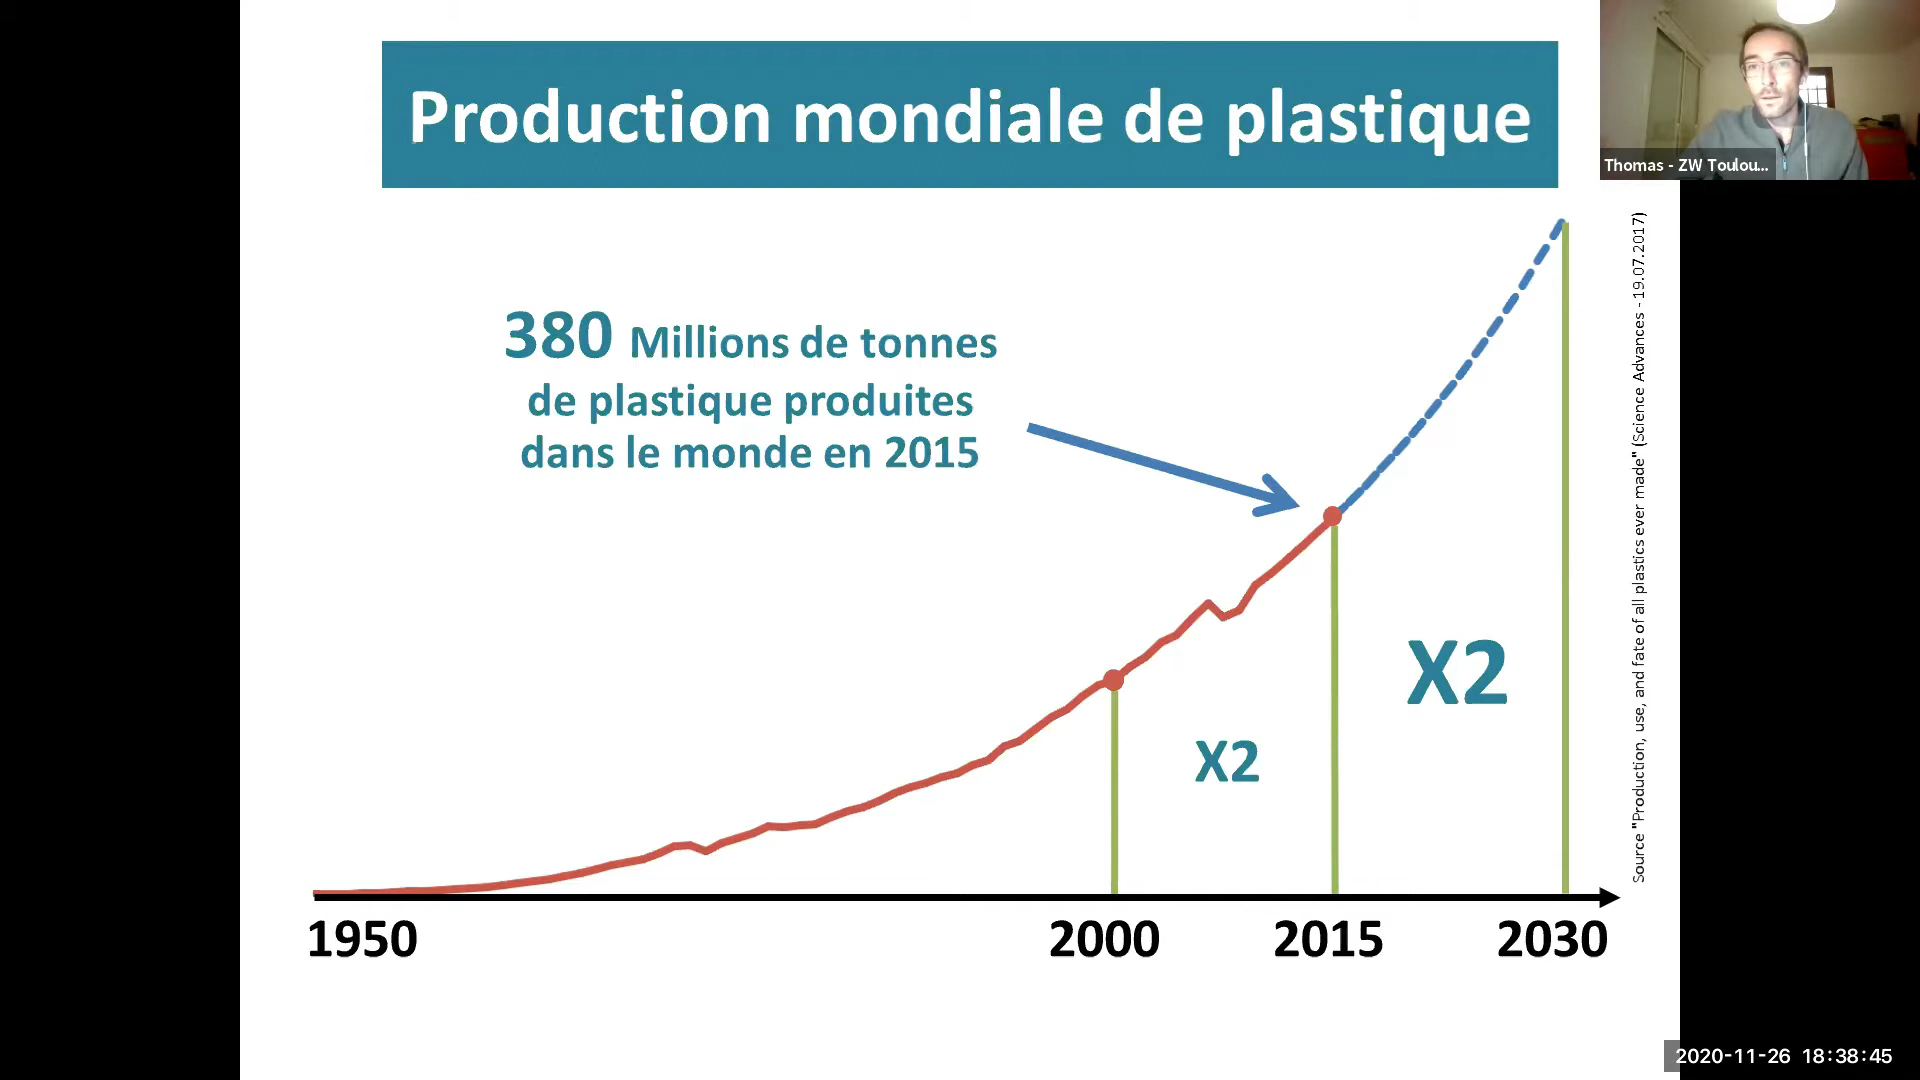 Production mondiale de plastique
Thomas - ZW Toulou...
380 Millions de tonnes
de plastique produites
dans le monde en 2015
X2
X2
1950
2000
2015
2030
Source "Production, use, and fate of all plastics ever made" (Science Advances - 19.07.2017)
2020-11-26 18:38:45